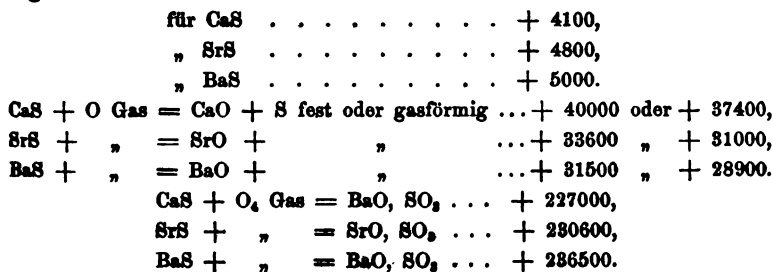 für CaS . . . . . . . . . + 4100,
„ SrS . . . . . . . . . + 4800,
„ BaS . . . . . . . . . + 5000.
CaS + O Gas = CaO + S fest oder gasförmig ...+ 40000 oder + 37400,
SrS + „ = SrO + „ ...+ 33600 „ + 31000,
BaS + „ = BaO + „ ...+ 31500 „ + 28900.
CaS + O₄ Gas = BaO, SO₃ ... + 227000,
SrS + „ = SrO, SO₃ ... + 230600,
BaS + „ = BaO, SO₃ ... + 236500.